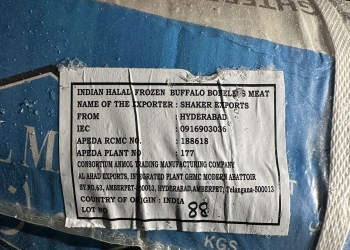 INDIAN HALAL FROZEN BUFFALO BONELESS MEAT
NAME OF THE EXPORTER : SHAKER EXPORTS
FROM : HYDERABAD
IEC : 0916903036
APEDA RCMC NO. : 188618
APEDA PLANT NO : 177
CONSORTIUM ANMOL TRADING MANUFACTURING COMPANY
AL AHAD EXPORTS, INTEGRATED PLANT GHMC MODERN ABATTOIR
SY.NO.63, AMBERPET-500013, HYDERABAD,AMBERPET, Telangana-500013
COUNTRY OF ORIGIN : INDIA
LOT NO 88
KGS